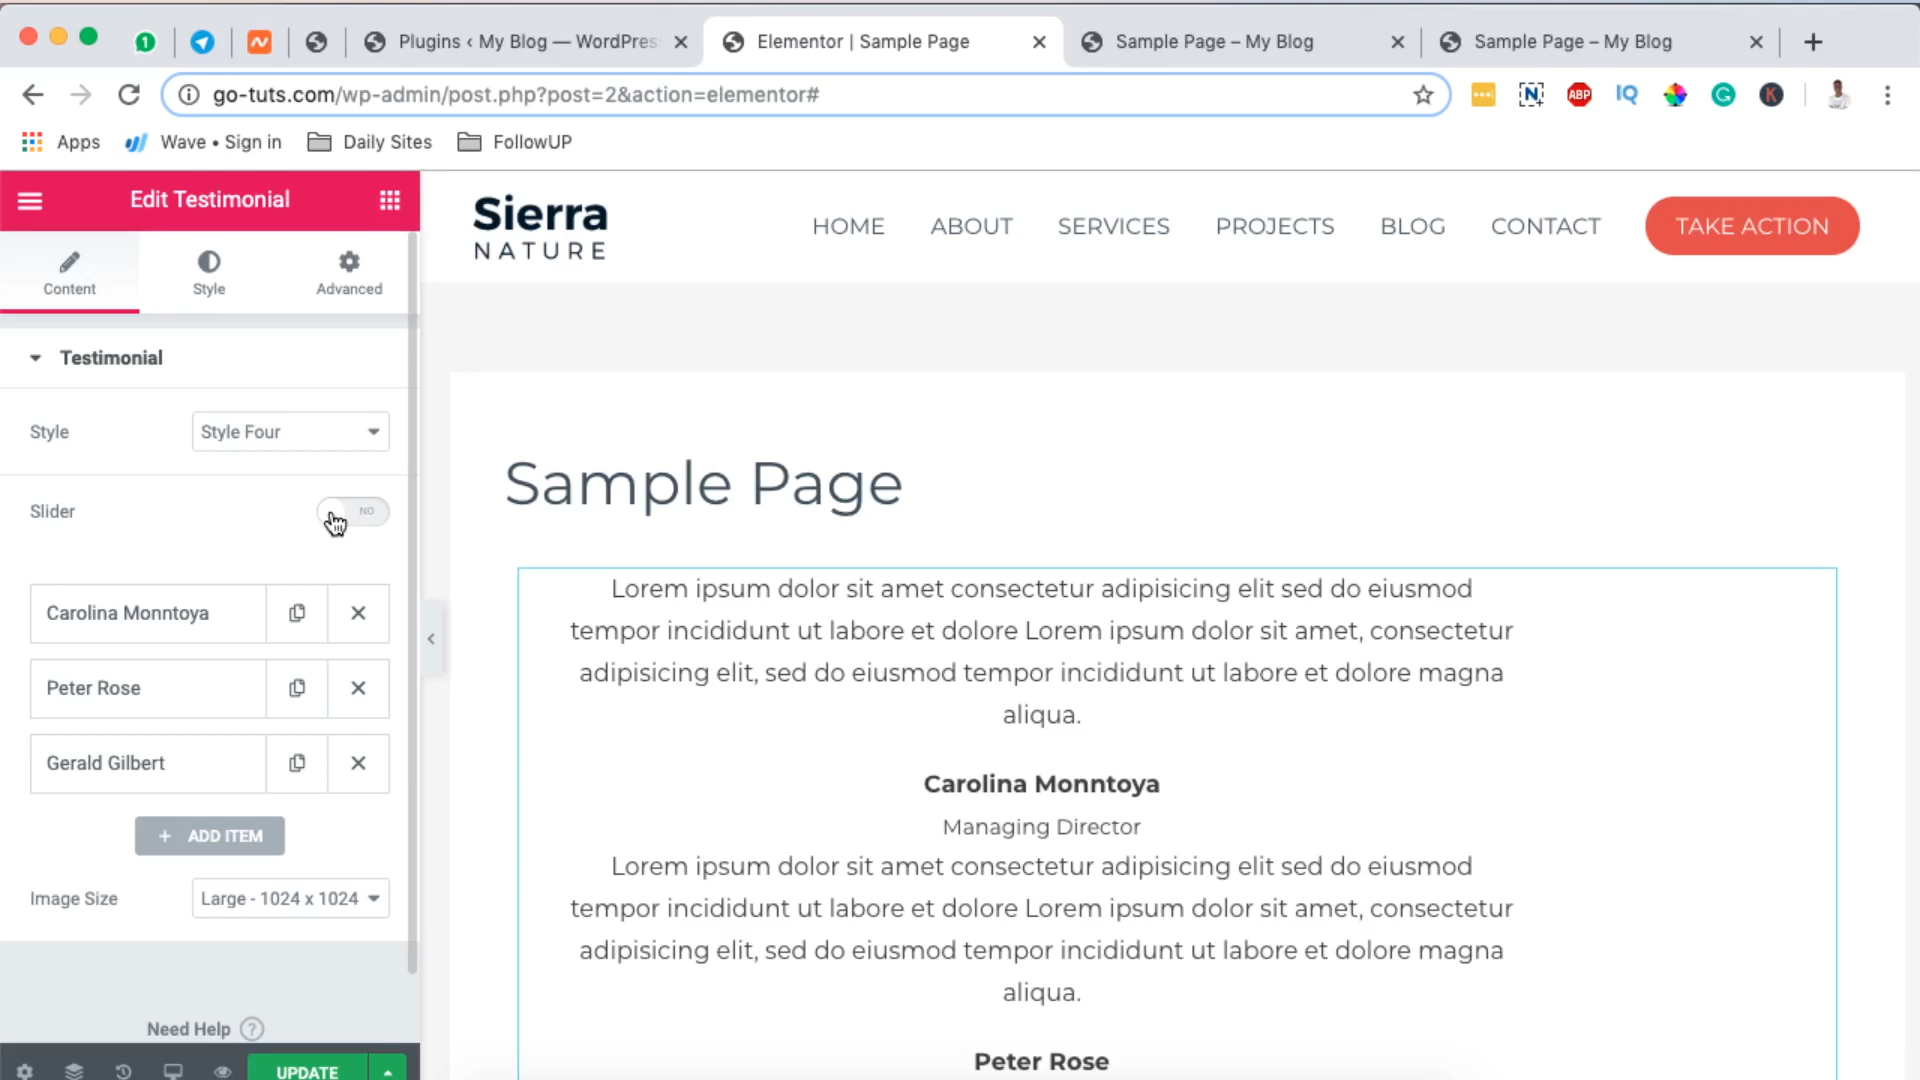 1
Plugins ‹ My Blog — WordPres
Elementor | Sample Page
Sample Page – My Blog
Sample Page – My Blog
go-tuts.com/wp-admin/post.php?post=2&action=elementor#
N
ABP
IQ
G
K
Apps
Wave • Sign in
Daily Sites
FollowUP
Edit Testimonial
Content
Style
Advanced
Testimonial
Style
Style Four
Slider
NO
Carolina Monntoya
Peter Rose
Gerald Gilbert
+ ADD ITEM
Image Size
Large - 1024 x 1024
Need Help ?
UPDATE
Sierra
NATURE
HOME
ABOUT
SERVICES
PROJECTS
BLOG
CONTACT
TAKE ACTION
Sample Page
Lorem ipsum dolor sit amet consectetur adipisicing elit sed do eiusmod
tempor incididunt ut labore et dolore Lorem ipsum dolor sit amet, consectetur
adipisicing elit, sed do eiusmod tempor incididunt ut labore et dolore magna
aliqua.
Carolina Monntoya
Managing Director
Lorem ipsum dolor sit amet consectetur adipisicing elit sed do eiusmod
tempor incididunt ut labore et dolore Lorem ipsum dolor sit amet, consectetur
adipisicing elit, sed do eiusmod tempor incididunt ut labore et dolore magna
aliqua.
Peter Rose